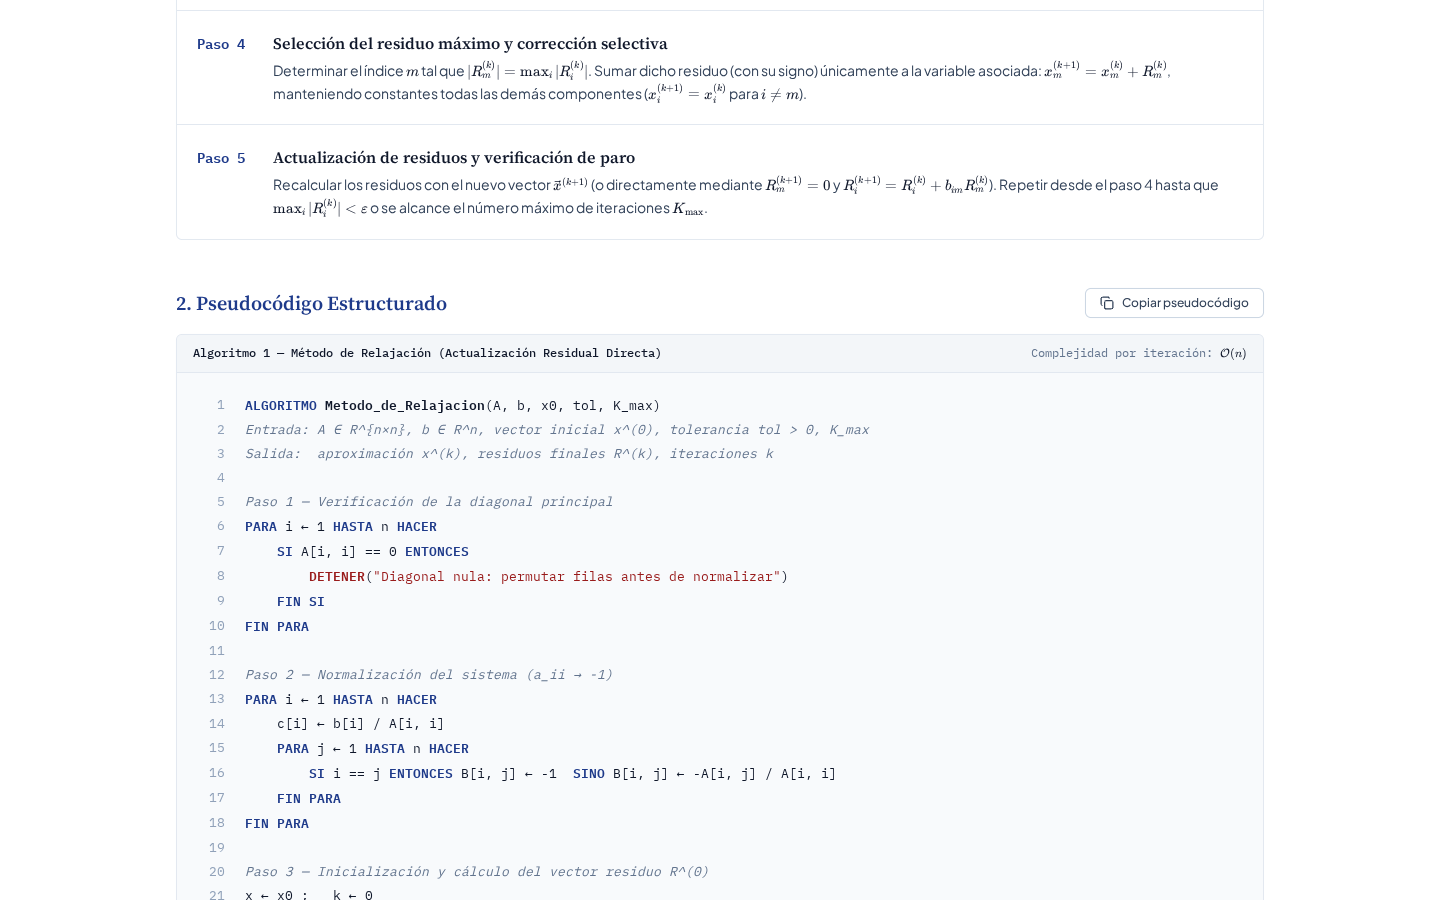 Paso 4
Selección del residuo máximo y corrección selectiva
Determinar el índice m tal que |R_m^(k)| = max_i |R_i^(k)|. Sumar dicho residuo (con su signo) únicamente a la variable asociada: x_m^(k+1) = x_m^(k) + R_m^(k),
manteniendo constantes todas las demás componentes (x_i^(k+1) = x_i^(k) para i ≠ m).
Paso 5
Actualización de residuos y verificación de paro
Recalcular los residuos con el nuevo vector x⃗^(k+1) (o directamente mediante R_m^(k+1) = 0 y R_i^(k+1) = R_i^(k) + b_im R_m^(k)). Repetir desde el paso 4 hasta que
max_i |R_i^(k)| < ε o se alcance el número máximo de iteraciones K_max.
2. Pseudocódigo Estructurado
Copiar pseudocódigo
Algoritmo 1 — Método de Relajación (Actualización Residual Directa)
Complejidad por iteración: 𝒪(n)
1 ALGORITMO Metodo_de_Relajacion(A, b, x0, tol, K_max)
2 Entrada: A ∈ R^{n×n}, b ∈ R^n, vector inicial x^(0), tolerancia tol > 0, K_max
3 Salida:  aproximación x^(k), residuos finales R^(k), iteraciones k
4
5 Paso 1 — Verificación de la diagonal principal
6 PARA i ← 1 HASTA n HACER
7     SI A[i, i] == 0 ENTONCES
8         DETENER("Diagonal nula: permutar filas antes de normalizar")
9     FIN SI
10 FIN PARA
11
12 Paso 2 — Normalización del sistema (a_ii → -1)
13 PARA i ← 1 HASTA n HACER
14     c[i] ← b[i] / A[i, i]
15     PARA j ← 1 HASTA n HACER
16         SI i == j ENTONCES B[i, j] ← -1  SINO B[i, j] ← -A[i, j] / A[i, i]
17     FIN PARA
18 FIN PARA
19
20 Paso 3 — Inicialización y cálculo del vector residuo R^(0)
21 x ← x0 ;   k ← 0